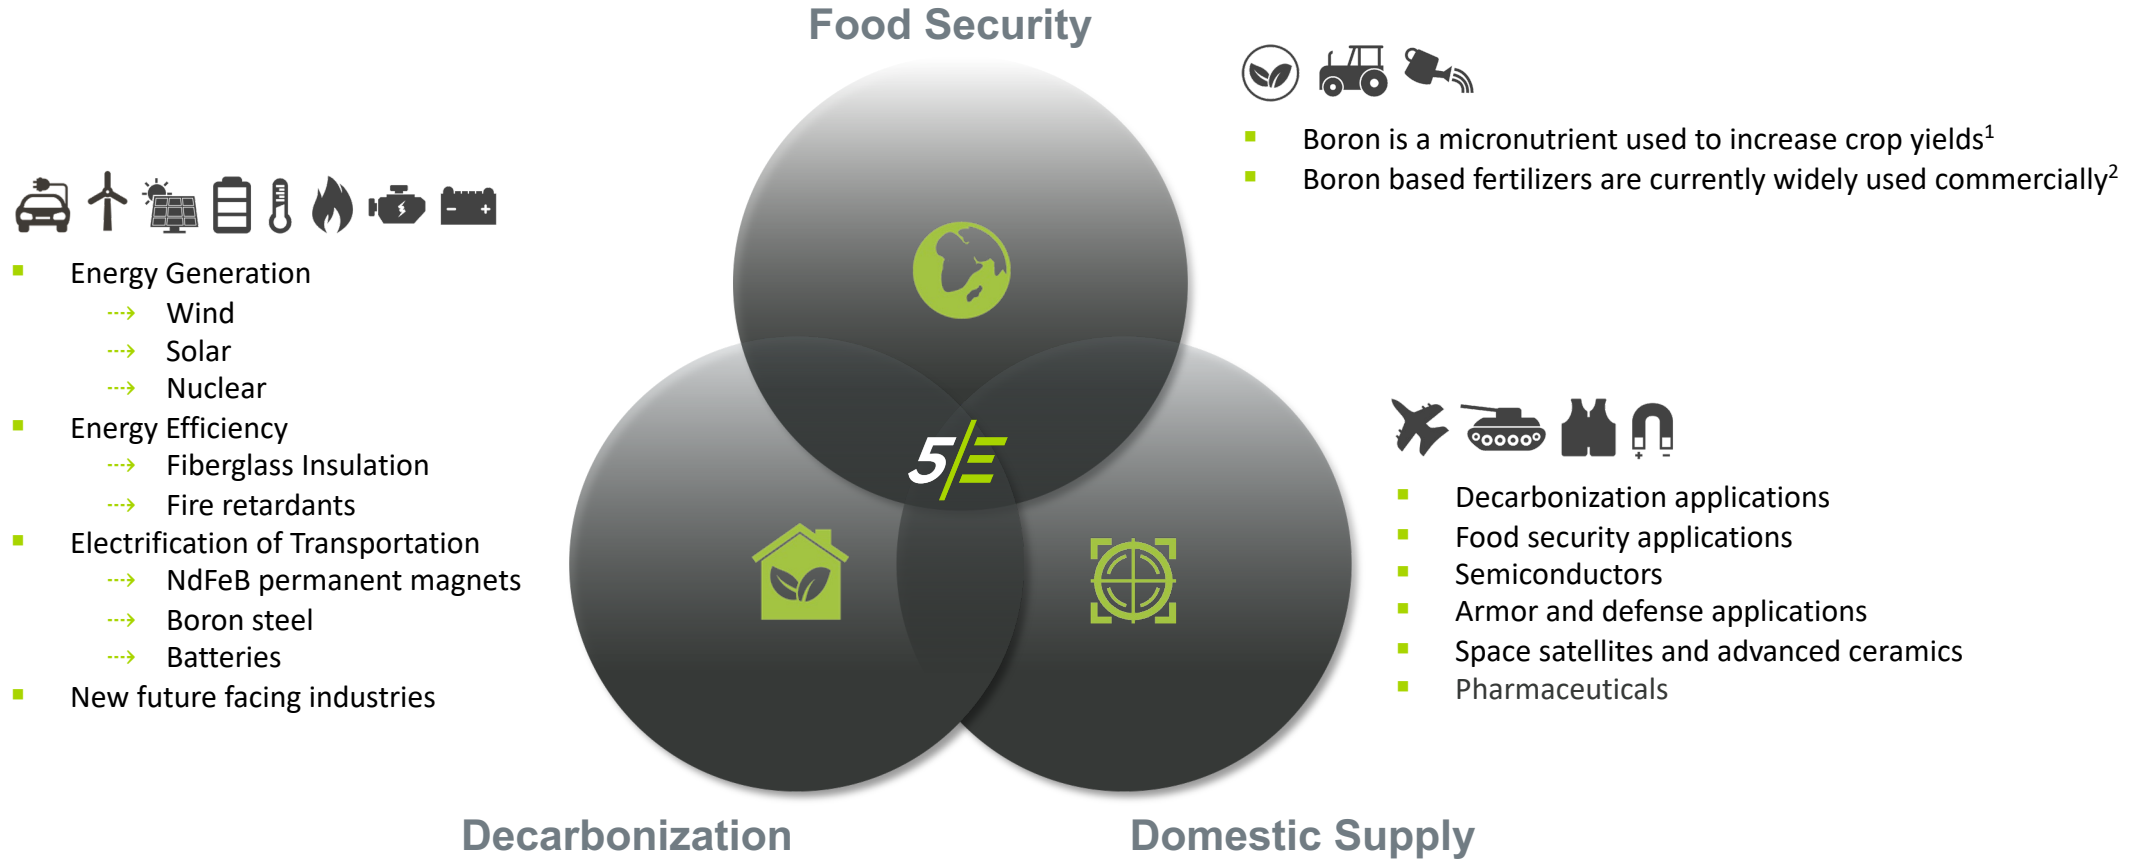 Food Security
Boron is a micronutrient used to increase crop yields1
Boron based fertilizers are currently widely used commercially2
Energy Generation
Wind
Solar
Nuclear
Energy Efficiency
Fiberglass Insulation
Fire retardants
Electrification of Transportation
NdFeB permanent magnets
Boron steel
Batteries
New future facing industries
5/E
Decarbonization applications
Food security applications
Semiconductors
Armor and defense applications
Space satellites and advanced ceramics
Pharmaceuticals
Decarbonization
Domestic Supply